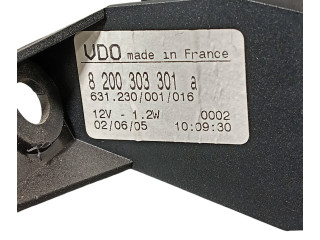 VDO made in France
8 200 303 301 a
631.230/001/016
12V - 1.2W 0002
02/06/05 10:09:30